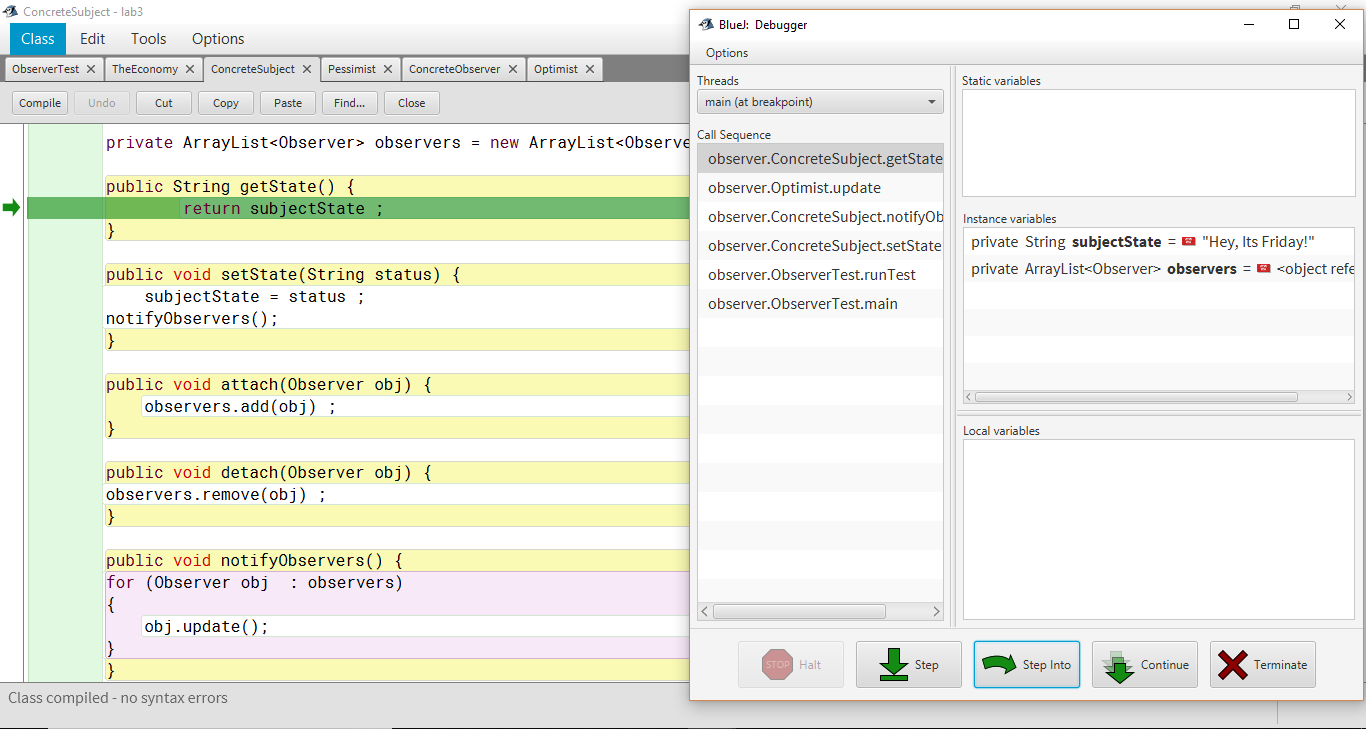 ConcreteSubject - lab3
Class Edit Tools Options
ObserverTest TheEconomy ConcreteSubject Pessimist ConcreteObserver Optimist
Compile Undo Cut Copy Paste Find... Close
private ArrayList<Observer> observers = new ArrayList<Observe
public String getState() {
return subjectState ;
}
public void setState(String status) {
subjectState = status ;
notifyObservers();
}
public void attach(Observer obj) {
observers.add(obj) ;
}
public void detach(Observer obj) {
observers.remove(obj) ;
}
public void notifyObservers() {
for (Observer obj  : observers)
{
obj.update();
}
}
Class compiled - no syntax errors
BlueJ: Debugger
Options
Threads
main (at breakpoint)
Call Sequence
observer.ConcreteSubject.getState
observer.Optimist.update
observer.ConcreteSubject.notifyOb
observer.ConcreteSubject.setState
observer.ObserverTest.runTest
observer.ObserverTest.main
Static variables
Instance variables
private String subjectState = "Hey, Its Friday!"
private ArrayList<Observer> observers = <object refe
Local variables
STOP Halt Step Step Into Continue Terminate